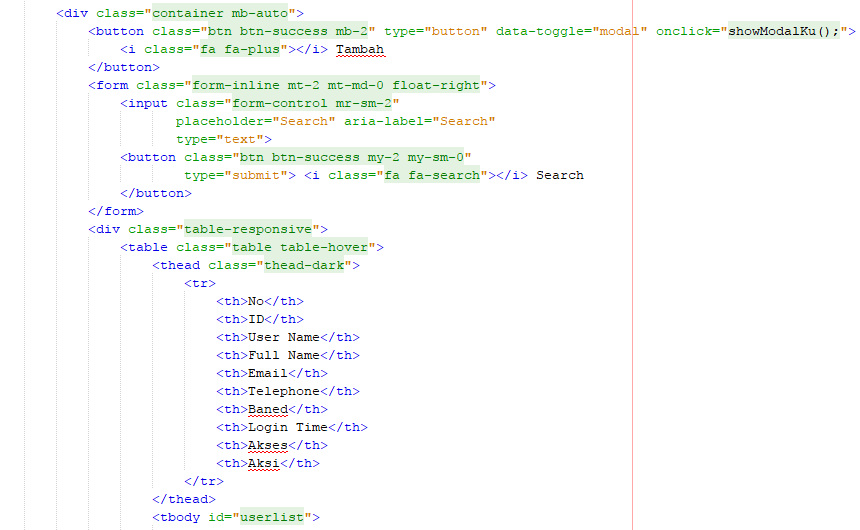 <div class="container mb-auto">
<button class="btn btn-success mb-2" type="button" data-toggle="modal" onclick="showModalKu();">
<i class="fa fa-plus"></i> Tambah
</button>
<form class="form-inline mt-2 mt-md-0 float-right">
<input class="form-control mr-sm-2"
placeholder="Search" aria-label="Search"
type="text">
<button class="btn btn-success my-2 my-sm-0"
type="submit"> <i class="fa fa-search"></i> Search
</button>
</form>
<div class="table-responsive">
<table class="table table-hover">
<thead class="thead-dark">
<tr>
<th>No</th>
<th>ID</th>
<th>User Name</th>
<th>Full Name</th>
<th>Email</th>
<th>Telephone</th>
<th>Baned</th>
<th>Login Time</th>
<th>Akses</th>
<th>Aksi</th>
</tr>
</thead>
<tbody id="userlist">